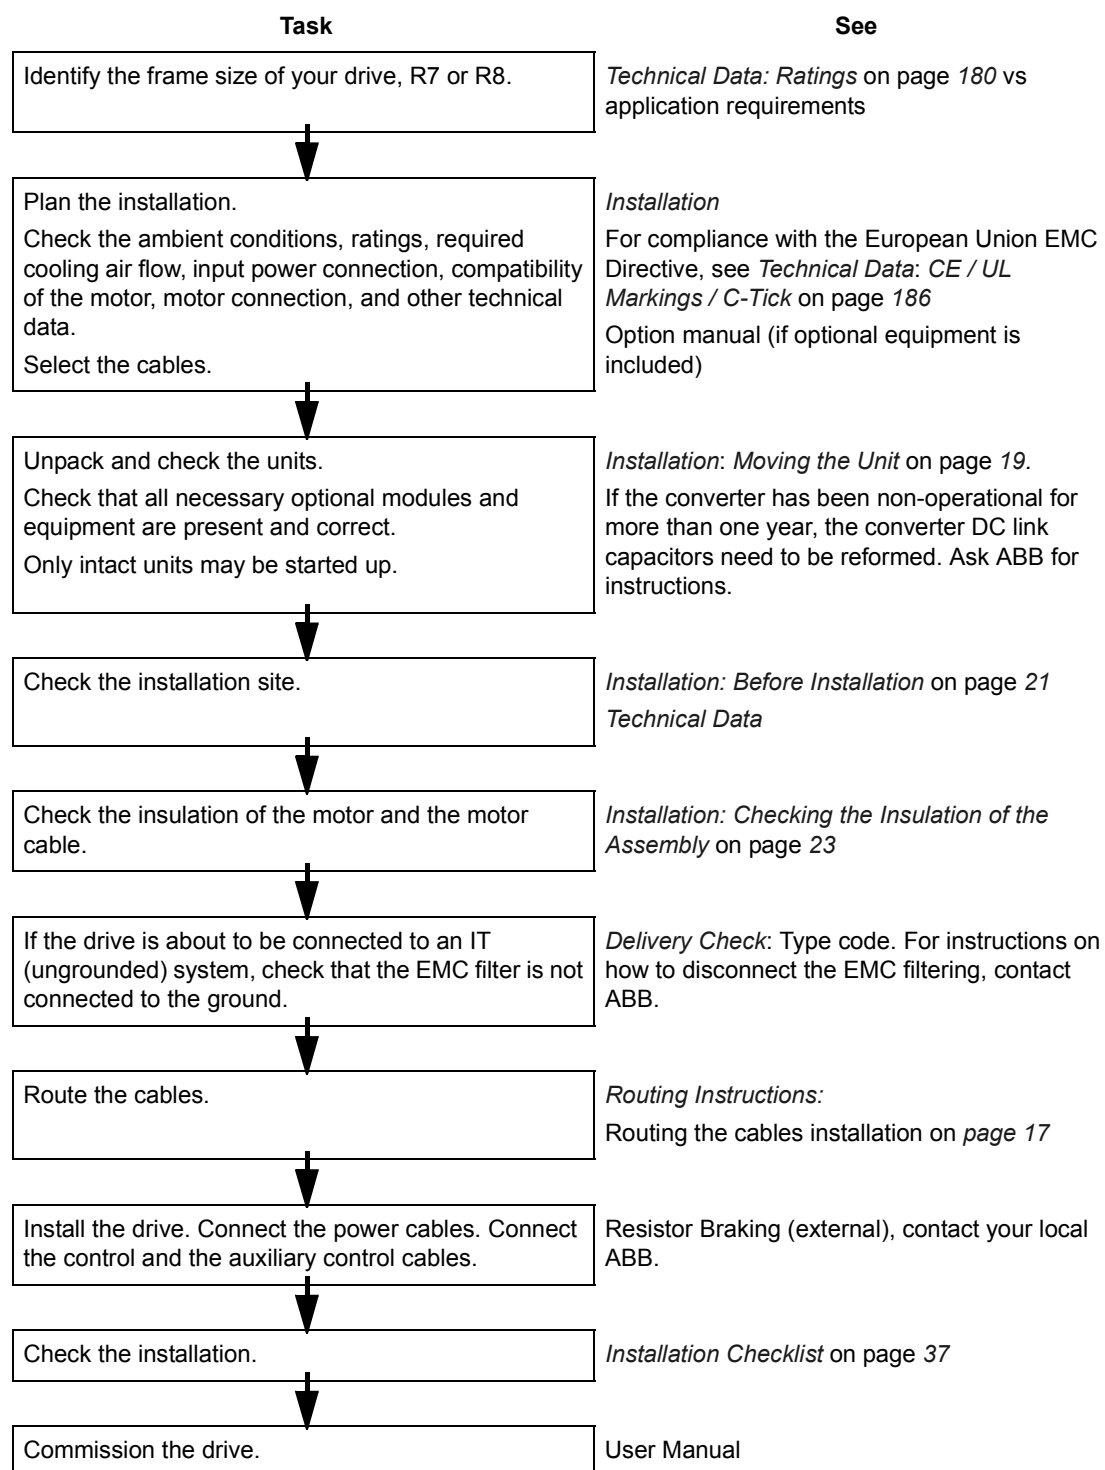 Task
See
Identify the frame size of your drive, R7 or R8.
Technical Data: Ratings on page 180 vs
application requirements
Plan the installation.
Check the ambient conditions, ratings, required
cooling air flow, input power connection, compatibility
of the motor, motor connection, and other technical
data.
Select the cables.
Installation
For compliance with the European Union EMC
Directive, see Technical Data: CE / UL
Markings / C-Tick on page 186
Option manual (if optional equipment is
included)
Unpack and check the units.
Check that all necessary optional modules and
equipment are present and correct.
Only intact units may be started up.
Installation: Moving the Unit on page 19.
If the converter has been non-operational for
more than one year, the converter DC link
capacitors need to be reformed. Ask ABB for
instructions.
Check the installation site.
Installation: Before Installation on page 21
Technical Data
Check the insulation of the motor and the motor
cable.
Installation: Checking the Insulation of the
Assembly on page 23
If the drive is about to be connected to an IT
(ungrounded) system, check that the EMC filter is not
connected to the ground.
Delivery Check: Type code. For instructions on
how to disconnect the EMC filtering, contact
ABB.
Route the cables.
Routing Instructions:
Routing the cables installation on page 17
Install the drive. Connect the power cables. Connect
the control and the auxiliary control cables.
Resistor Braking (external), contact your local
ABB.
Check the installation.
Installation Checklist on page 37
Commission the drive.
User Manual